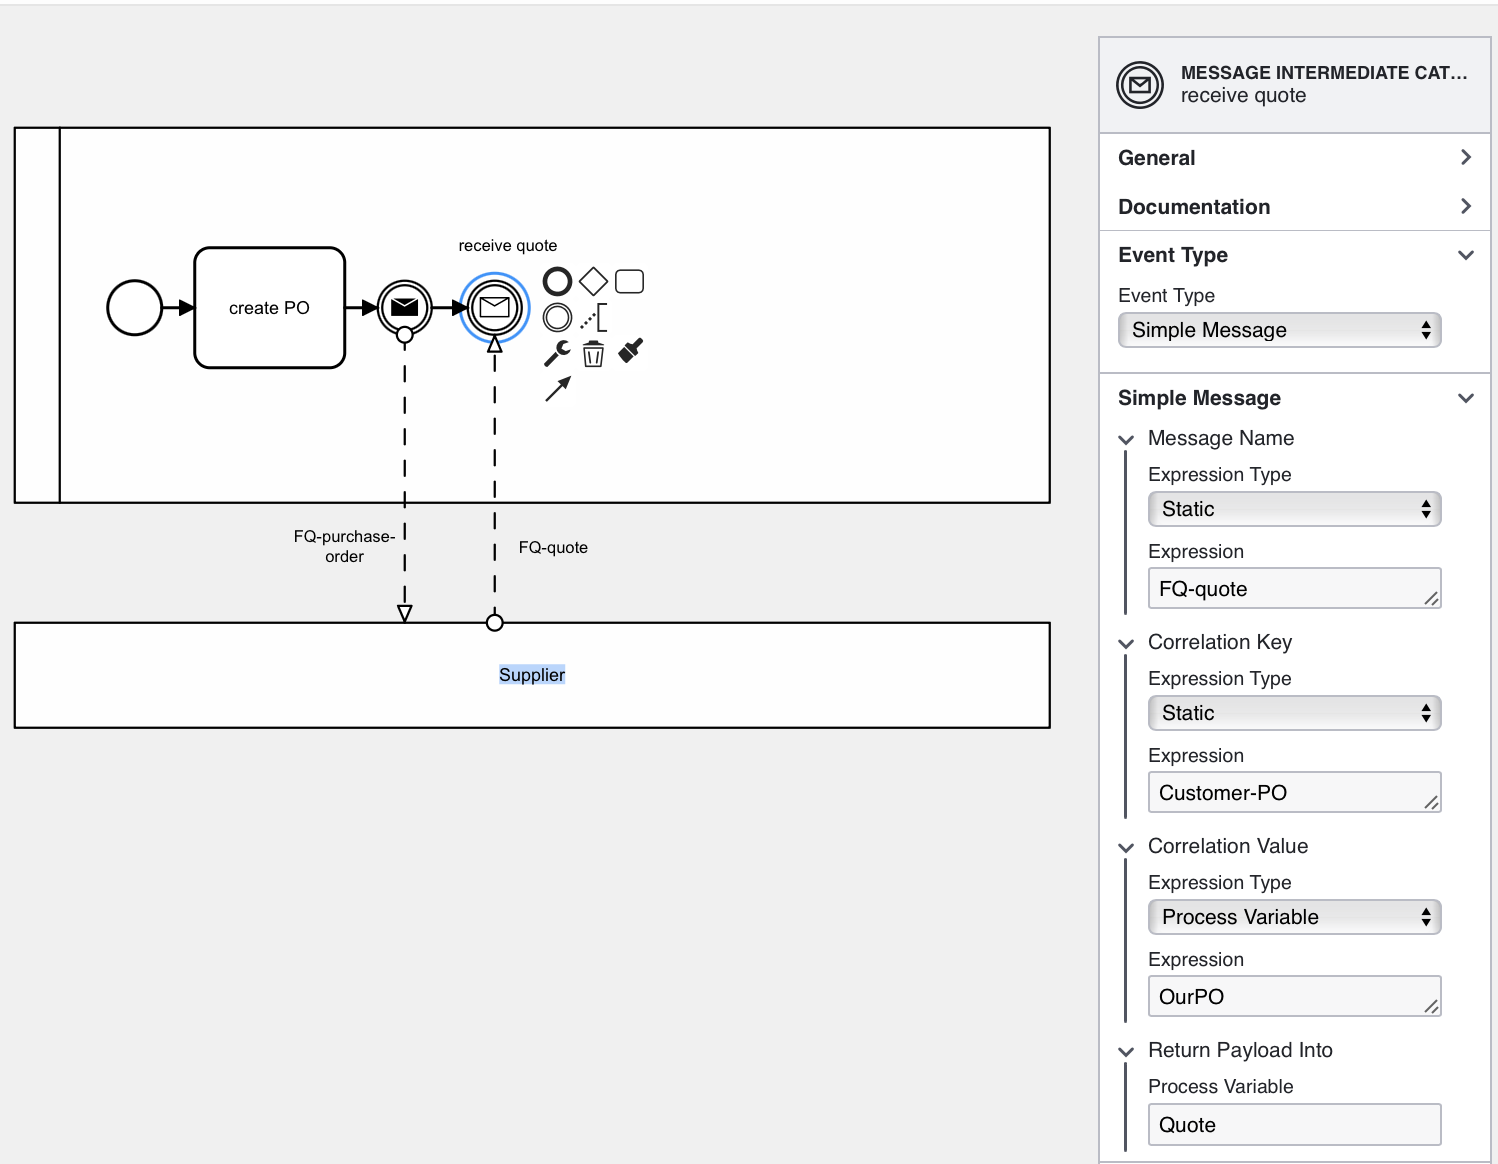 receive quote
create PO
FQ-purchase-
order
FQ-quote
Supplier
MESSAGE INTERMEDIATE CAT...
receive quote
General
Documentation
Event Type
Event Type
Simple Message
Simple Message
Message Name
Expression Type
Static
Expression
FQ-quote
Correlation Key
Expression Type
Static
Expression
Customer-PO
Correlation Value
Expression Type
Process Variable
Expression
OurPO
Return Payload Into
Process Variable
Quote